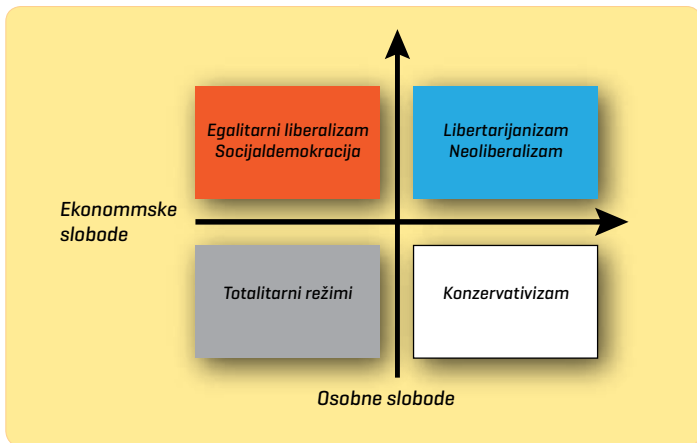 Egalitarni liberalizam
Socijaldemokracija
Libertarijanizam
Neoliberalizam
Ekonommske
slobode
Totalitarni režimi
Konzervativizam
Osobne slobode